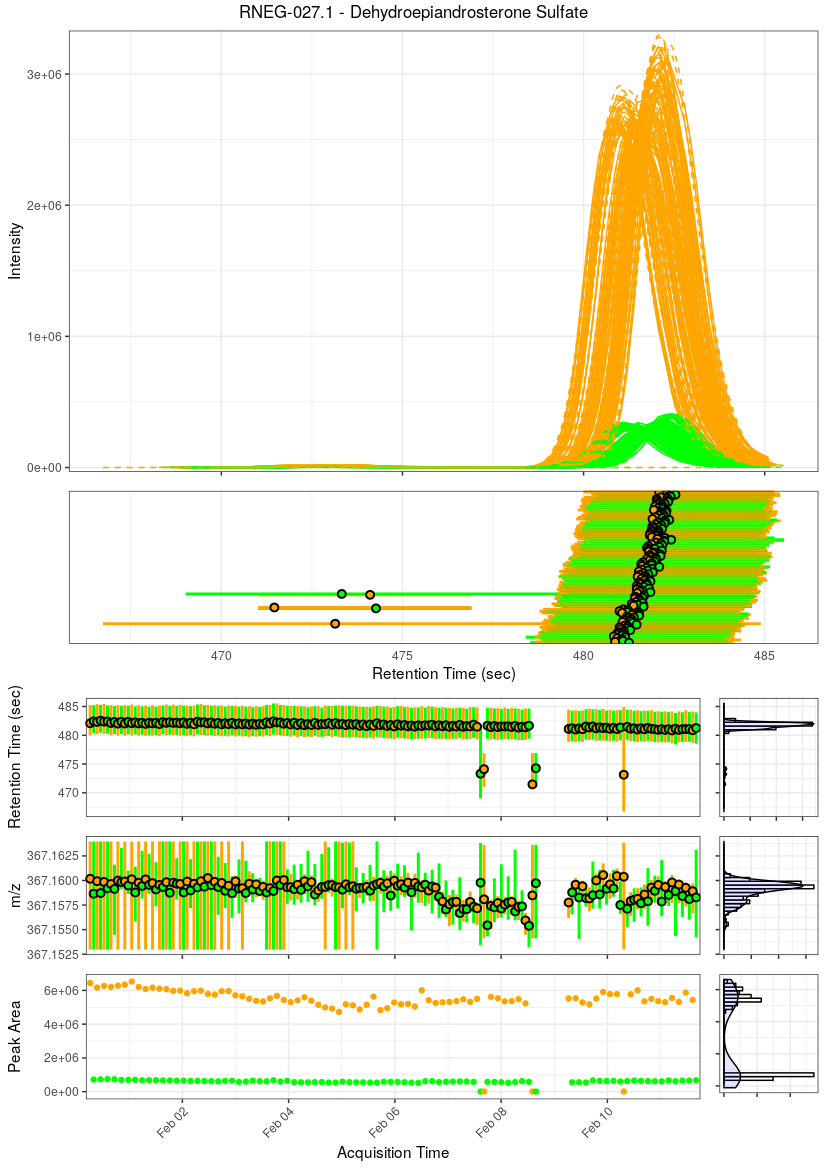 RNEG-027.1 - Dehydroepiandrosterone Sulfate
3e+06
2e+06
1e+06
0e+00
Intensity
470
475
480
485
Retention Time (sec)
Retention Time (sec)
485
480
475
470
m/z
367.1625
367.1600
367.1575
367.1550
367.1525
Peak Area
6e+06
4e+06
2e+06
0e+00
Feb 02
Feb 04
Feb 06
Feb 08
Feb 10
Acquisition Time